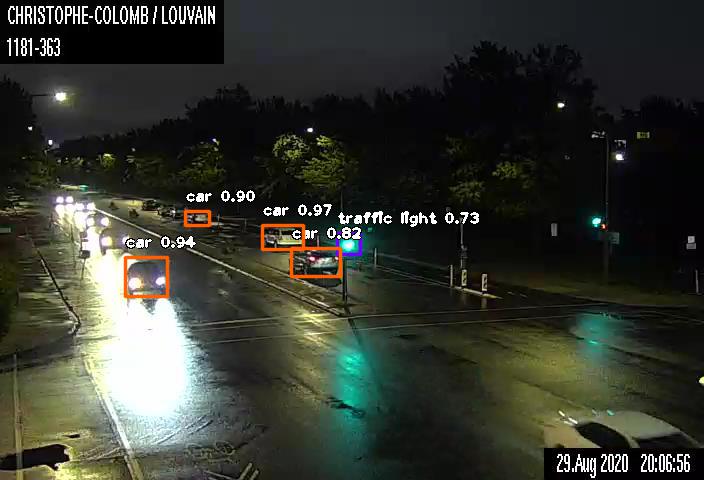 CHRISTOPHE-COLOMB / LOUVAIN
1181-363
car 0.90
car 0.97
traffic light 0.73
car 0.82
car 0.94
29.Aug 2020 20:06:56